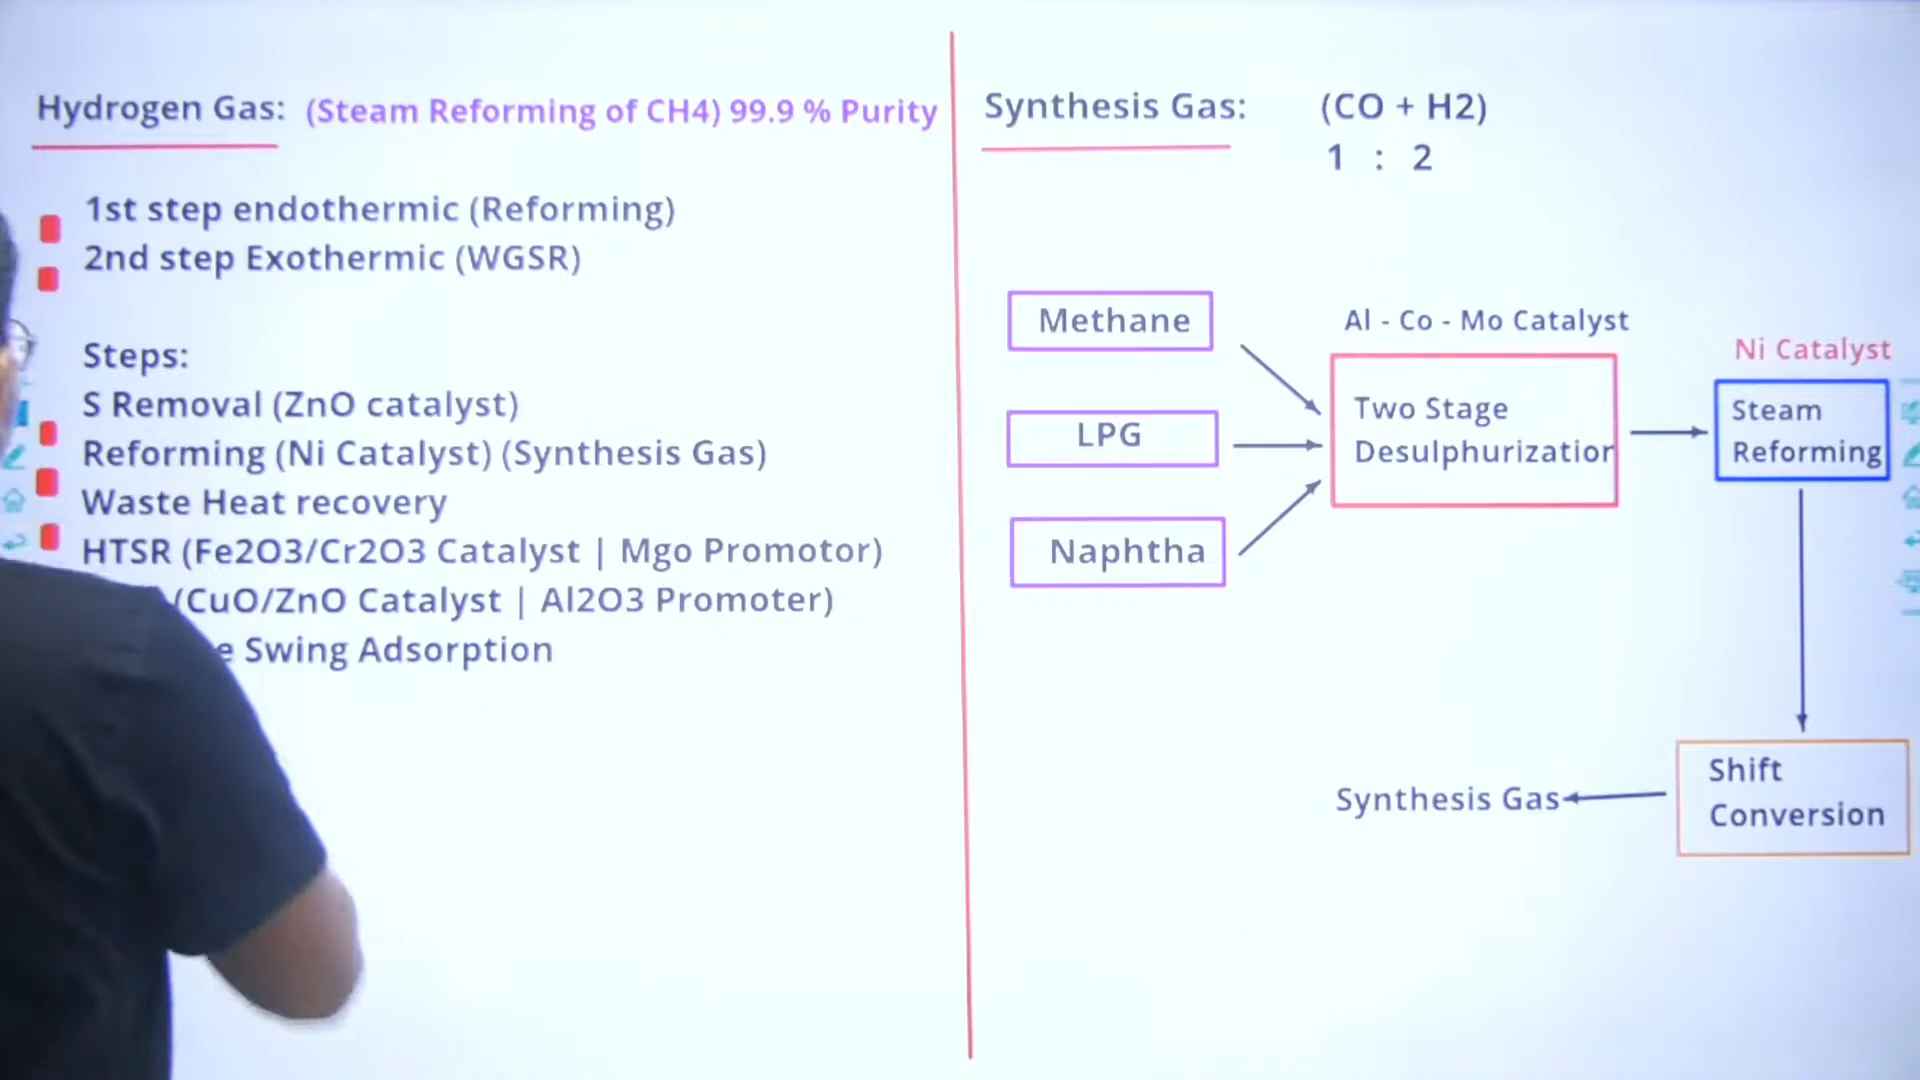 Hydrogen Gas: (Steam Reforming of CH4) 99.9 % Purity
1st step endothermic (Reforming)
2nd step Exothermic (WGSR)
Steps:
S Removal (ZnO catalyst)
Reforming (Ni Catalyst) (Synthesis Gas)
Waste Heat recovery
HTSR (Fe2O3/Cr2O3 Catalyst | Mgo Promotor)
(CuO/ZnO Catalyst | Al2O3 Promoter)
Swing Adsorption
Synthesis Gas: (CO + H2)
1 : 2
Methane
LPG
Naphtha
Al - Co - Mo Catalyst
Two Stage
Desulphurization
Ni Catalyst
Steam
Reforming
Shift
Conversion
Synthesis Gas